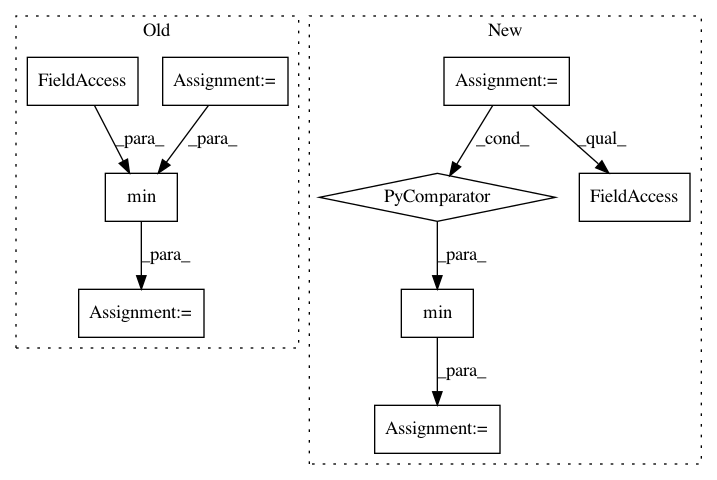 Old
FieldAccess
Assignment:=
_para_
_para_
min
_para_
Assignment:=
New
Assignment:=
_cond_
_qual_
PyComparator
FieldAccess
_para_
min
_para_
Assignment:=